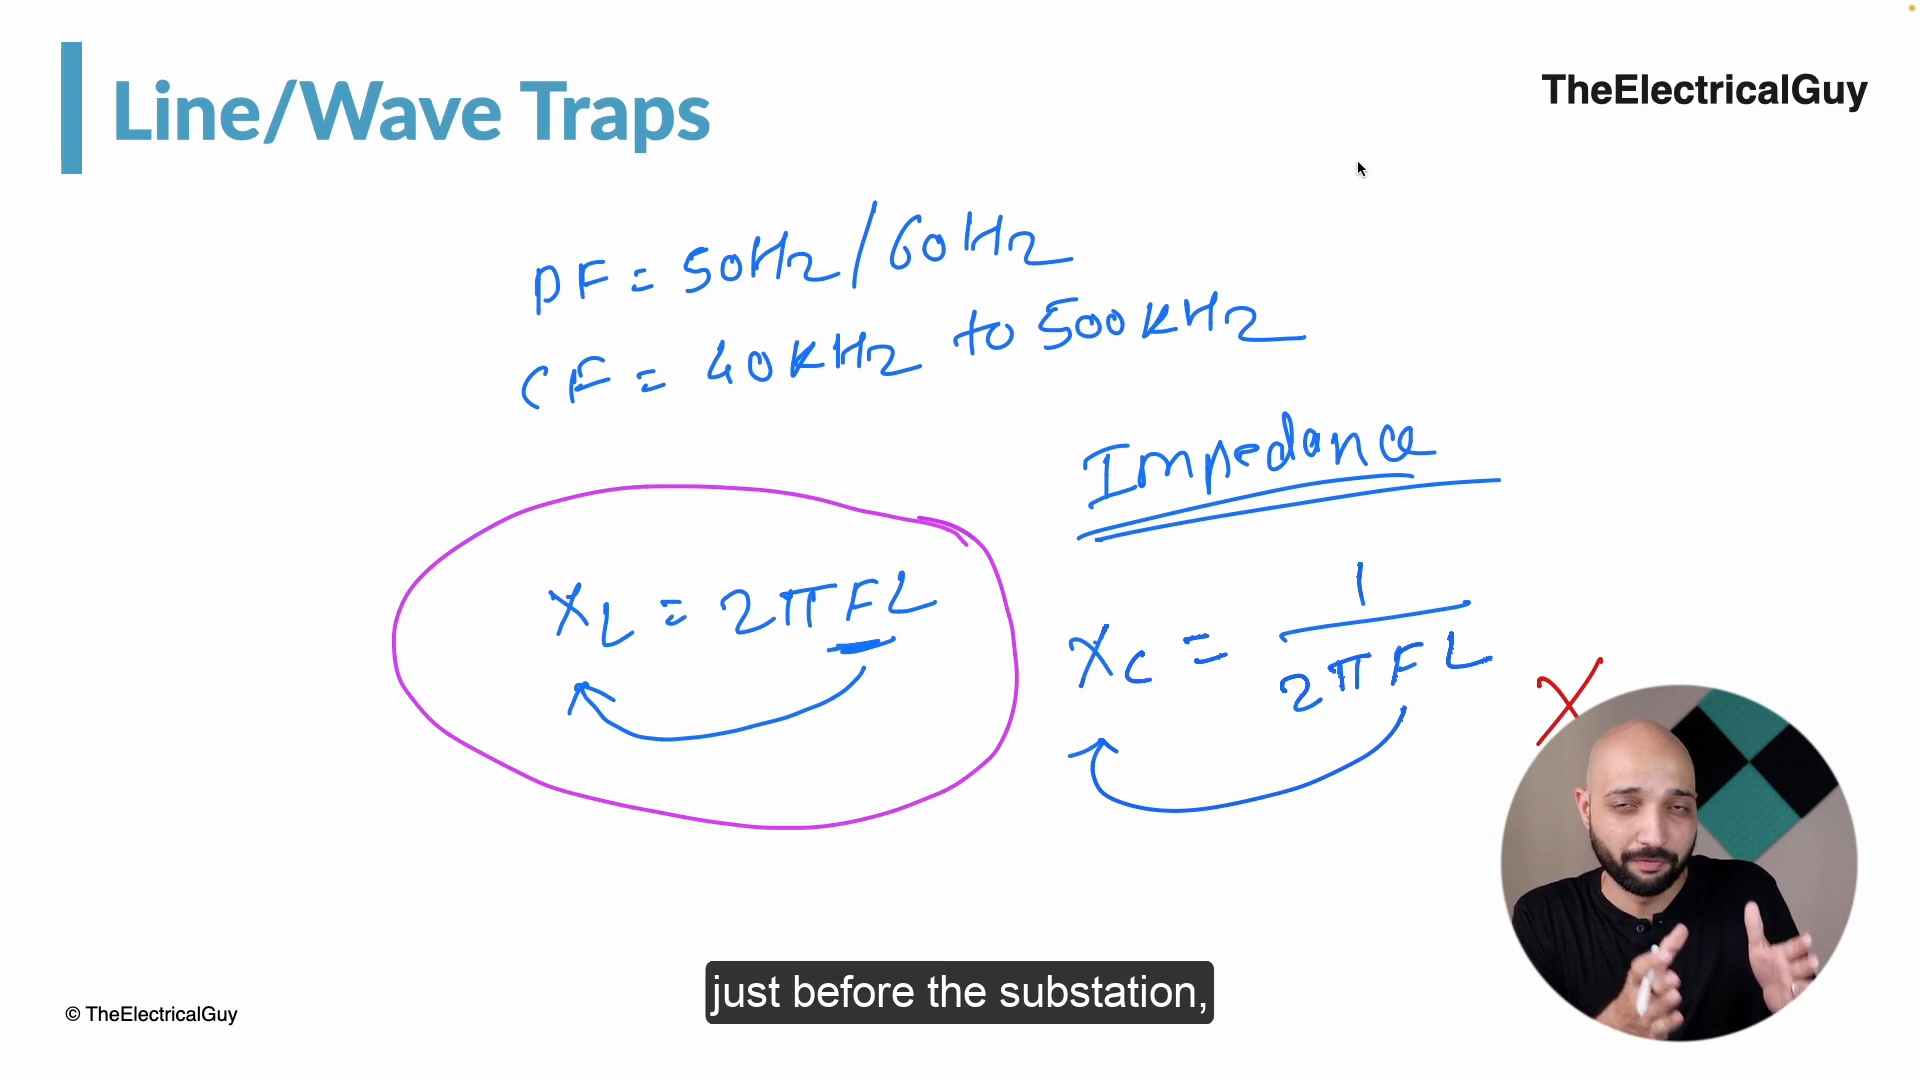 Line/Wave Traps
TheElectricalGuy
PF = 50Hz/60Hz
CF = 40KHz to 500KHz
Impedance
XL = 2πFL
XC = 1/2πFL
X
just before the substation,
© TheElectricalGuy